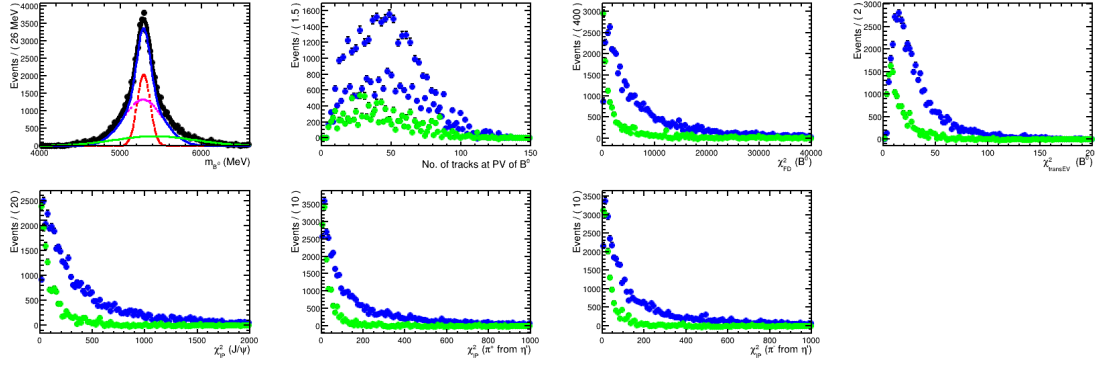 Events / ( 26 MeV )
4000
3500
3000
2500
2000
1500
1000
500
0
4000 5000 6000
m_B⁰ (MeV)
Events / ( 1.5 )
1600
1400
1200
1000
800
600
400
200
0
0 50 100 150
No. of tracks at PV of B⁰
Events / ( 400 )
3000
2500
2000
1500
1000
500
0
0 10000 20000 30000 40000
χ²_FD (B⁰)
Events / ( 2 )
3000
2500
2000
1500
1000
500
0
0 50 100 150 200
χ²_transEV (B⁰)
Events / ( 20 )
2500
2000
1500
1000
500
0
0 500 1000 1500 2000
χ²_IP (J/ψ)
Events / ( 10 )
3500
3000
2500
2000
1500
1000
500
0
0 200 400 600 800 1000
χ²_IP (π⁺ from η')
Events / ( 10 )
3500
3000
2500
2000
1500
1000
500
0
0 200 400 600 800 1000
χ²_IP (π⁻ from η')